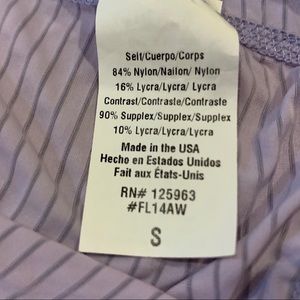 Self/Cuerpo/Corps
84% Nylon/Nailon/ Nylon
16% Lycra/Lycra/ Lycra
Contrast/Contraste/Contraste
90% Supplex/Supplex/Supplex
10% Lycra/Lycra/ Lycra
Made in the USA
Hecho en Estados Unidos
Fait aux États-Unis
RN# 125963
#FL14AW
S